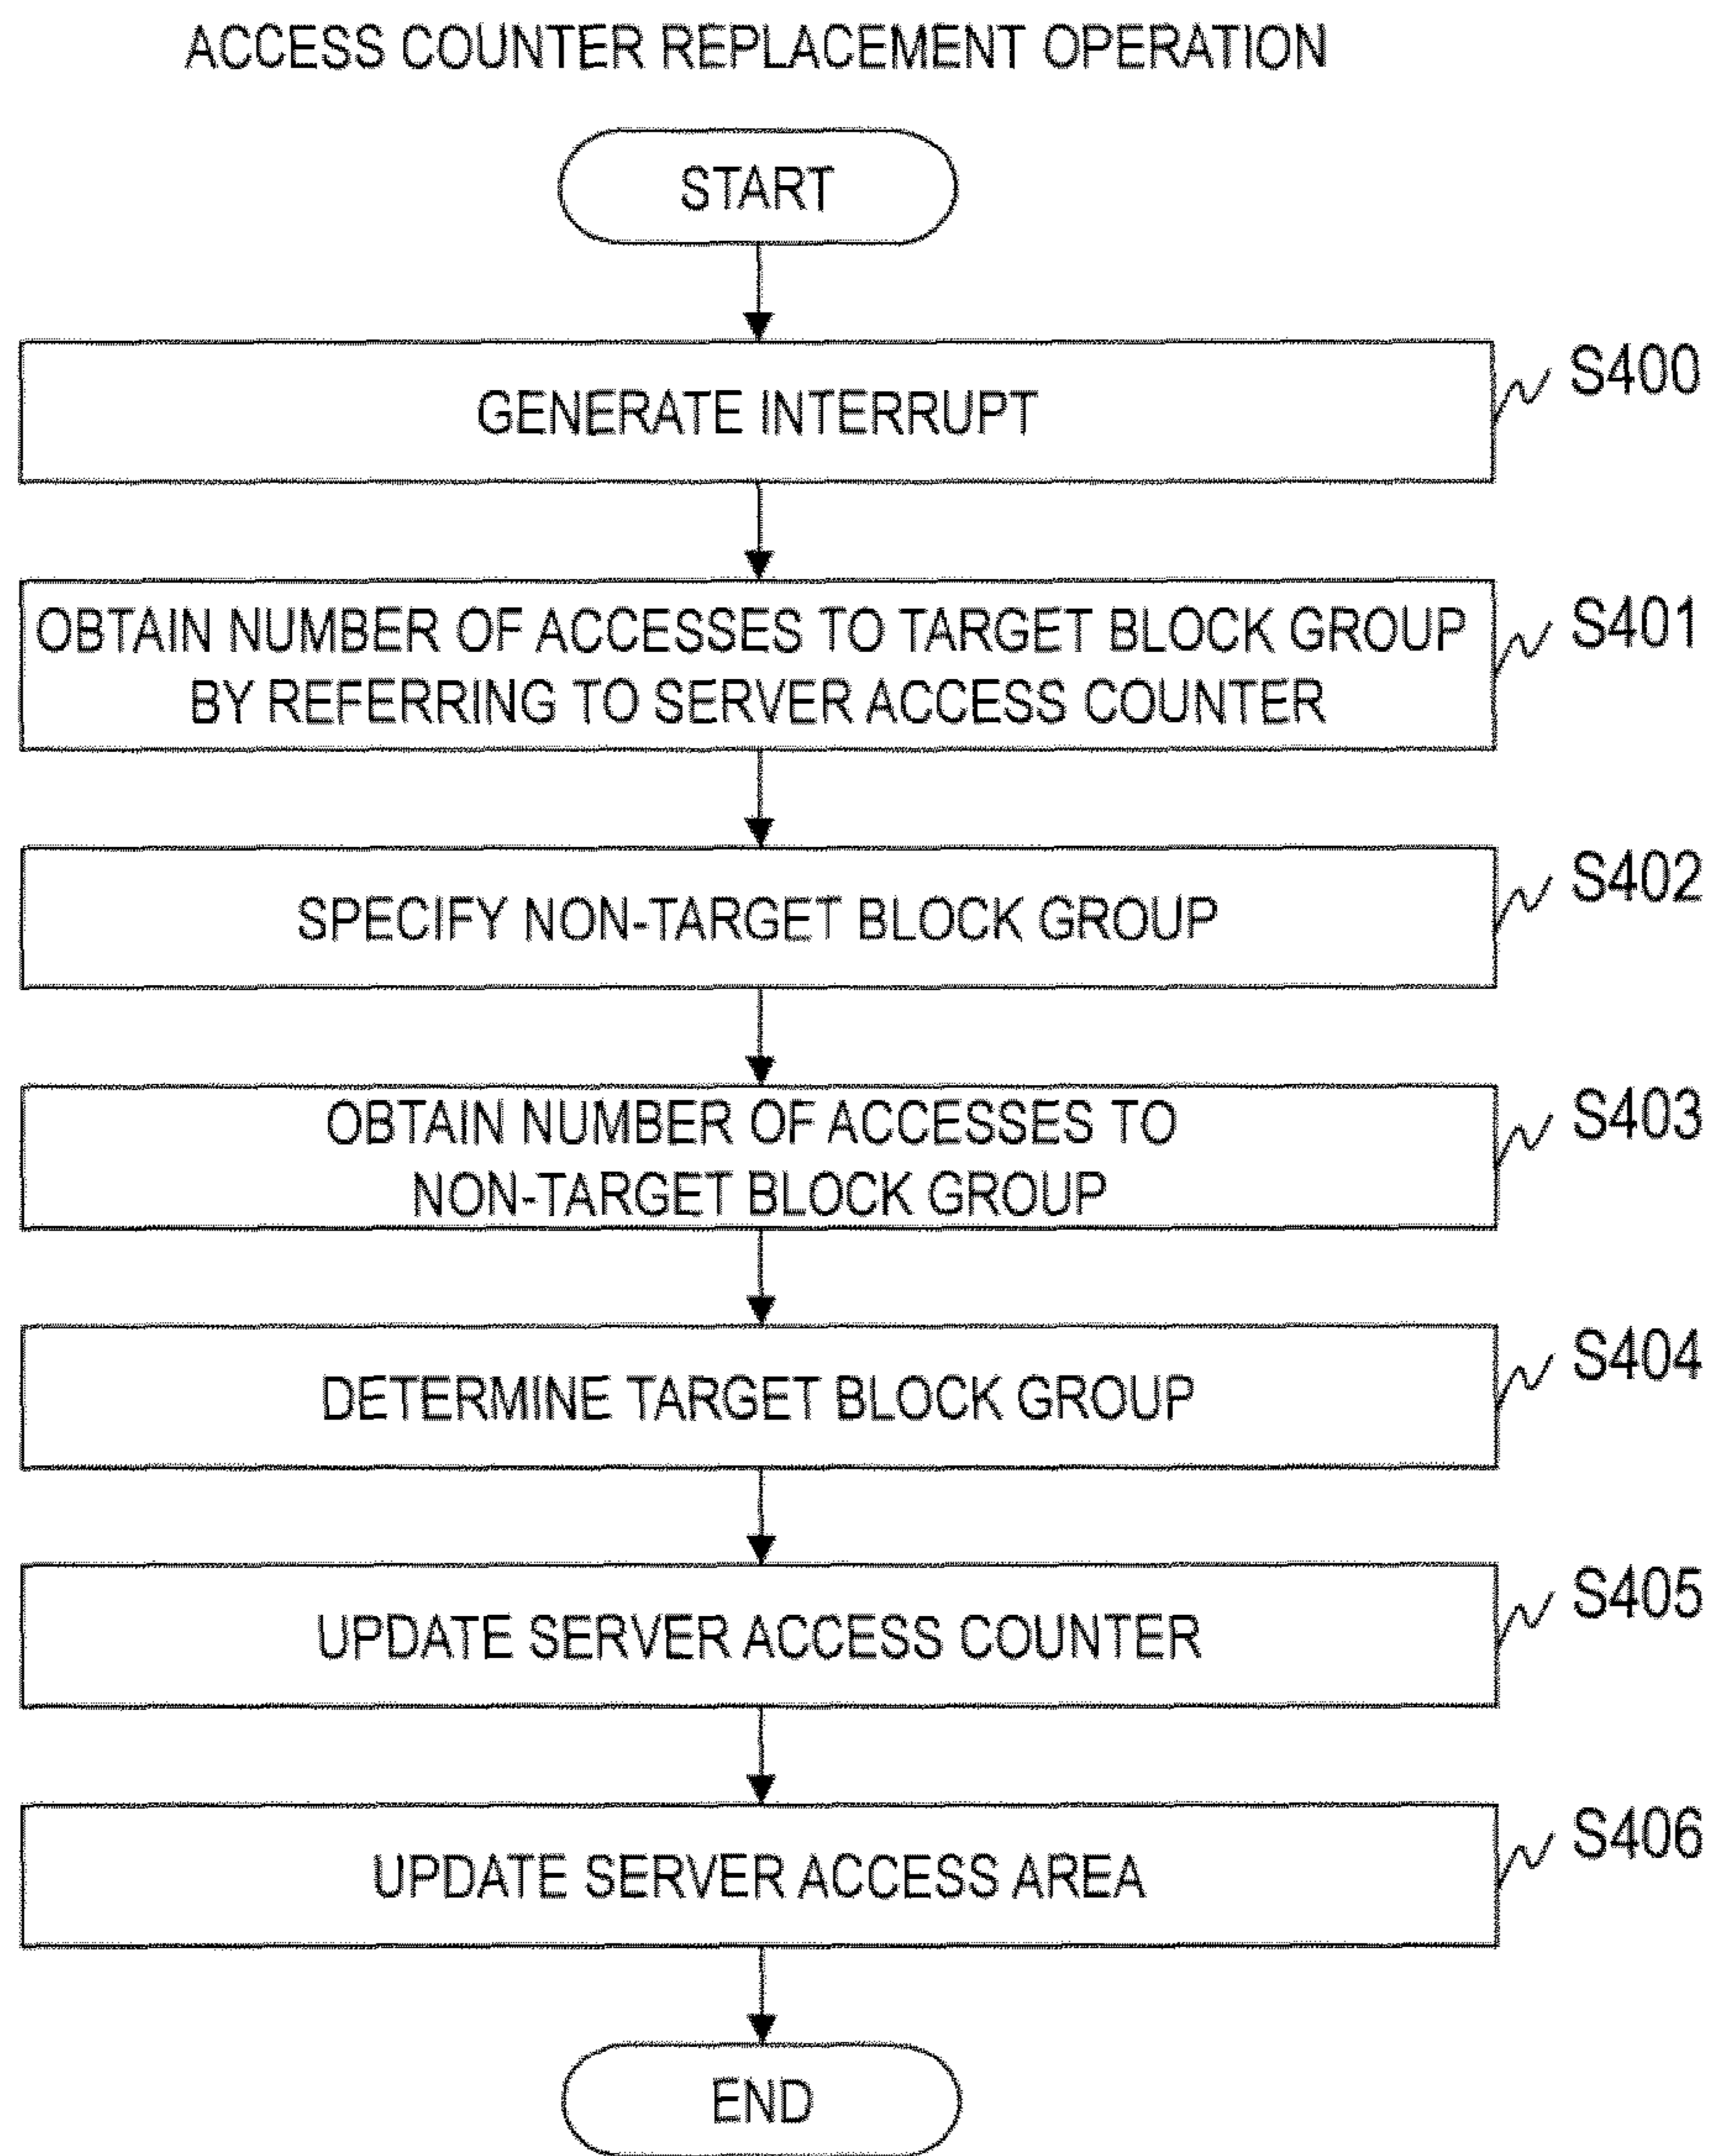 ACCESS COUNTER REPLACEMENT OPERATION
START
GENERATE INTERRUPT
S400
OBTAIN NUMBER OF ACCESSES TO TARGET BLOCK GROUP
BY REFERRING TO SERVER ACCESS COUNTER
S401
SPECIFY NON-TARGET BLOCK GROUP
S402
OBTAIN NUMBER OF ACCESSES TO
NON-TARGET BLOCK GROUP
S403
DETERMINE TARGET BLOCK GROUP
S404
UPDATE SERVER ACCESS COUNTER
S405
UPDATE SERVER ACCESS AREA
S406
END